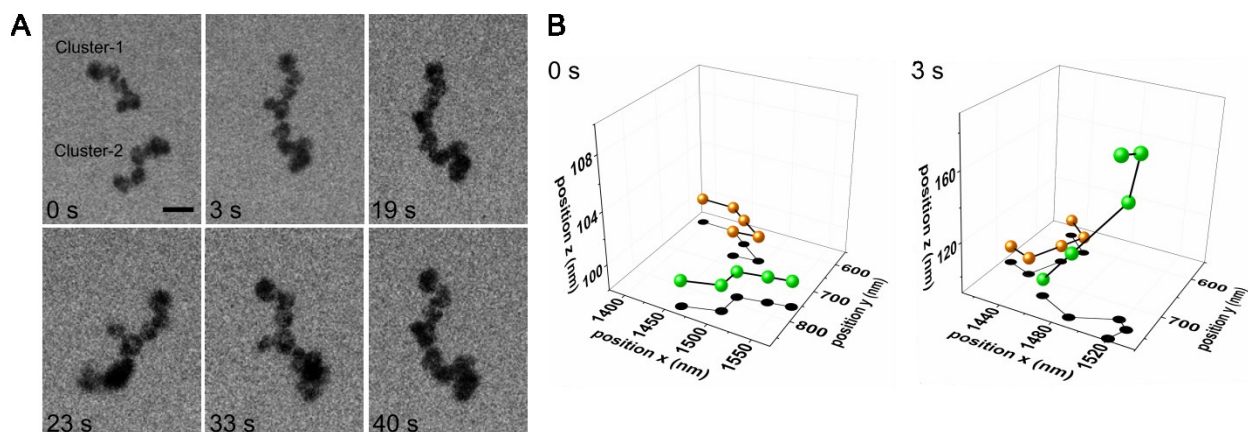 A
Cluster-1
Cluster-2
0 s
3 s
19 s
23 s
33 s
40 s
B
0 s
108
104
100
position z (nm)
1400
1450
1500
1550
position x (nm)
600
700
800
position y (nm)
3 s
160
120
position z (nm)
1440
1480
1520
position x (nm)
600
700
position y (nm)